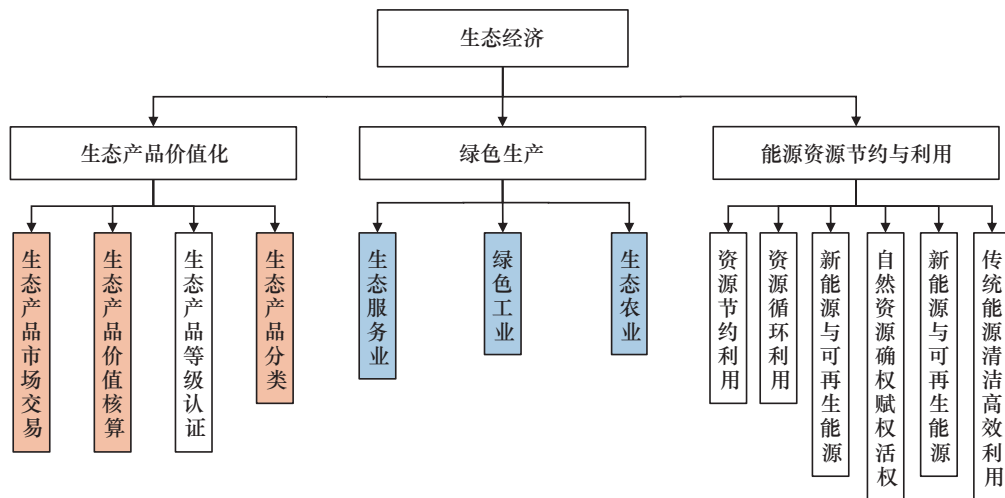 生态经济
生态产品价值化
绿色生产
能源资源节约与利用
生态产品市场交易
生态产品价值核算
生态产品等级认证
生态产品分类
生态服务业
绿色工业
生态农业
资源节约利用
资源循环利用
新能源与可再生能源
自然资源确权赋权活权
新能源与可再生能源
传统能源清洁高效利用